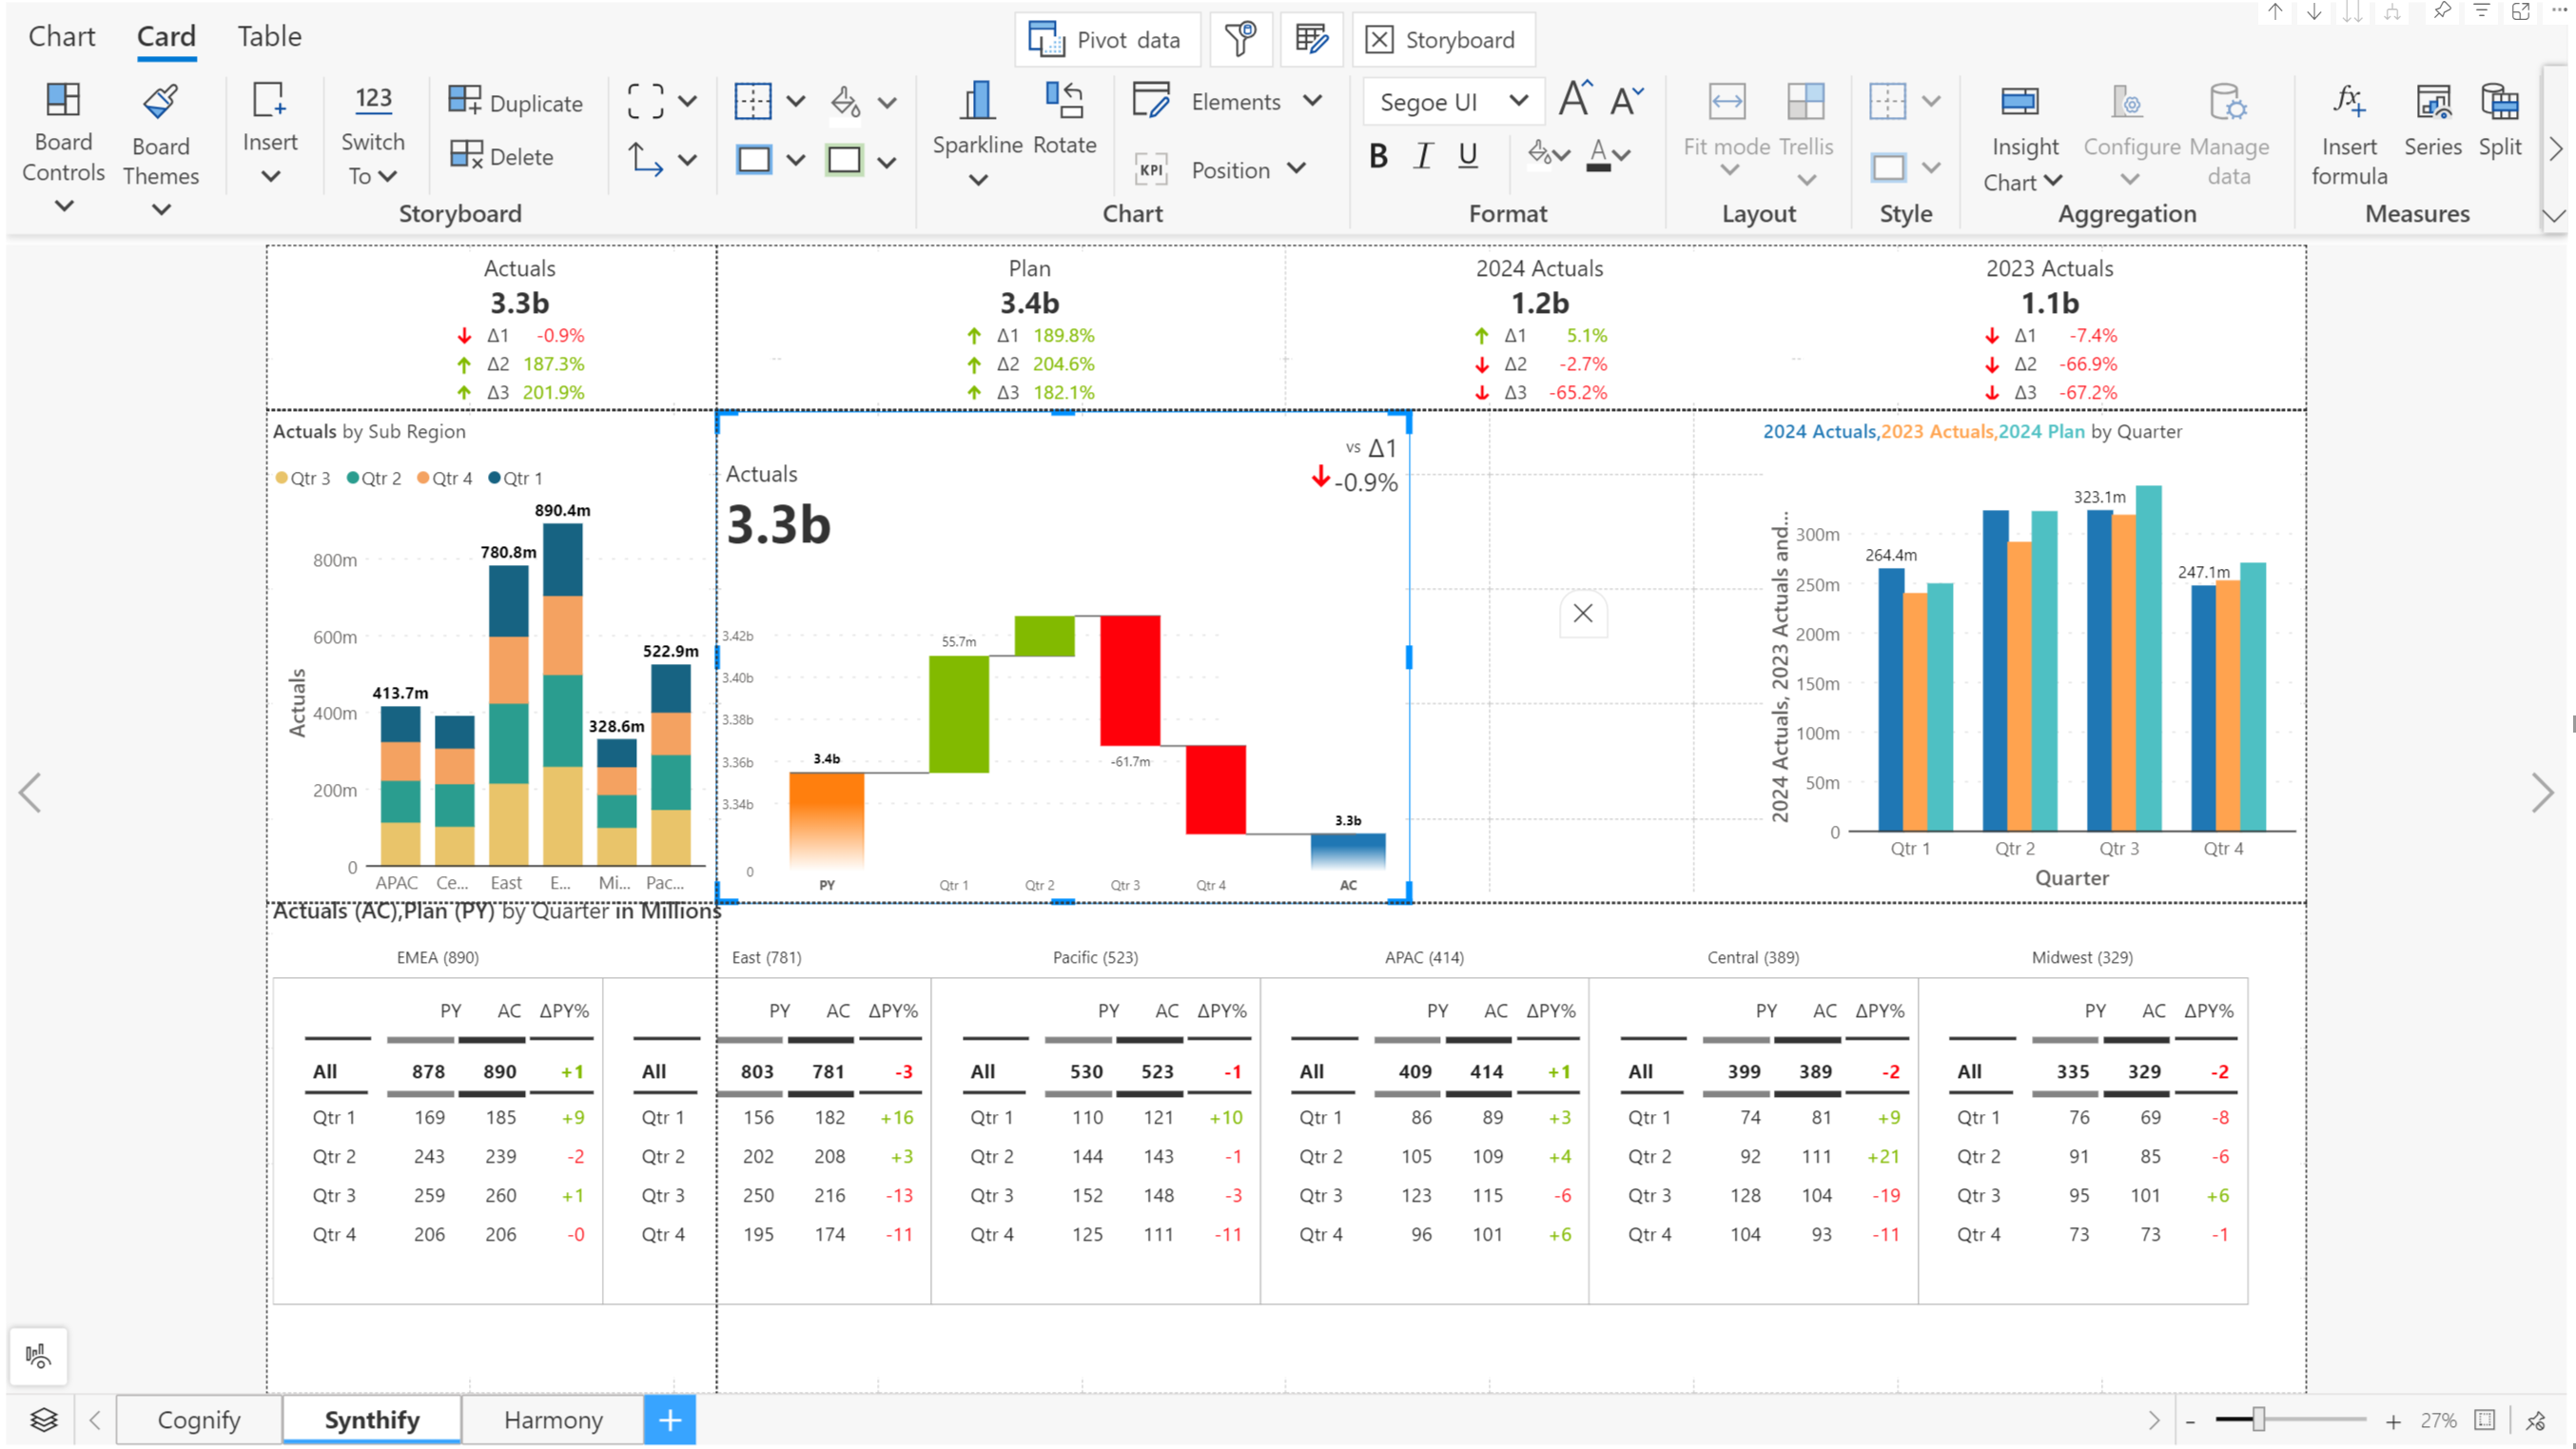 Chart Card Table
Pivot data
Storyboard
Board Controls
Board Themes
Insert
123
Switch To
Duplicate
Delete
Storyboard
Sparkline
Rotate
Elements
KPI
Position
Chart
Segoe UI
A A
B I U A
Format
Fit mode
Trellis
Layout
Style
Insight Chart
Configure
Manage data
Aggregation
fx
Insert formula
Series
Split
Measures
Actuals
3.3b
Δ1 -0.9%
Δ2 187.3%
Δ3 201.9%
Plan
3.4b
Δ1 189.8%
Δ2 204.6%
Δ3 182.1%
2024 Actuals
1.2b
Δ1 5.1%
Δ2 -2.7%
Δ3 -65.2%
2023 Actuals
1.1b
Δ1 -7.4%
Δ2 -66.9%
Δ3 -67.2%
Actuals by Sub Region
Qtr 3 Qtr 2 Qtr 4 Qtr 1
Actuals
800m
600m
400m
200m
0
413.7m
780.8m
890.4m
328.6m
522.9m
APAC Ce... East E... Mi... Pac...
Actuals
3.3b
vs Δ1
-0.9%
3.42b
3.40b
3.38b
3.36b
3.34b
0
3.4b
55.7m
-61.7m
3.3b
PY Qtr 1 Qtr 2 Qtr 3 Qtr 4 AC
2024 Actuals,2023 Actuals,2024 Plan by Quarter
2024 Actuals, 2023 Actuals and...
300m
250m
200m
150m
100m
50m
0
264.4m
323.1m
247.1m
Qtr 1 Qtr 2 Qtr 3 Qtr 4
Quarter
Actuals (AC),Plan (PY) by Quarter in Millions
EMEA (890)
PY AC ΔPY%
All 878 890 +1
Qtr 1 169 185 +9
Qtr 2 243 239 -2
Qtr 3 259 260 +1
Qtr 4 206 206 -0
East (781)
PY AC ΔPY%
All 803 781 -3
Qtr 1 156 182 +16
Qtr 2 202 208 +3
Qtr 3 250 216 -13
Qtr 4 195 174 -11
Pacific (523)
PY AC ΔPY%
All 530 523 -1
Qtr 1 110 121 +10
Qtr 2 144 143 -1
Qtr 3 152 148 -3
Qtr 4 125 111 -11
APAC (414)
PY AC ΔPY%
All 409 414 +1
Qtr 1 86 89 +3
Qtr 2 105 109 +4
Qtr 3 123 115 -6
Qtr 4 96 101 +6
Central (389)
PY AC ΔPY%
All 399 389 -2
Qtr 1 74 81 +9
Qtr 2 92 111 +21
Qtr 3 128 104 -19
Qtr 4 104 93 -11
Midwest (329)
PY AC ΔPY%
All 335 329 -2
Qtr 1 76 69 -8
Qtr 2 91 85 -6
Qtr 3 95 101 +6
Qtr 4 73 73 -1
Cognify Synthify Harmony +
- + 27%